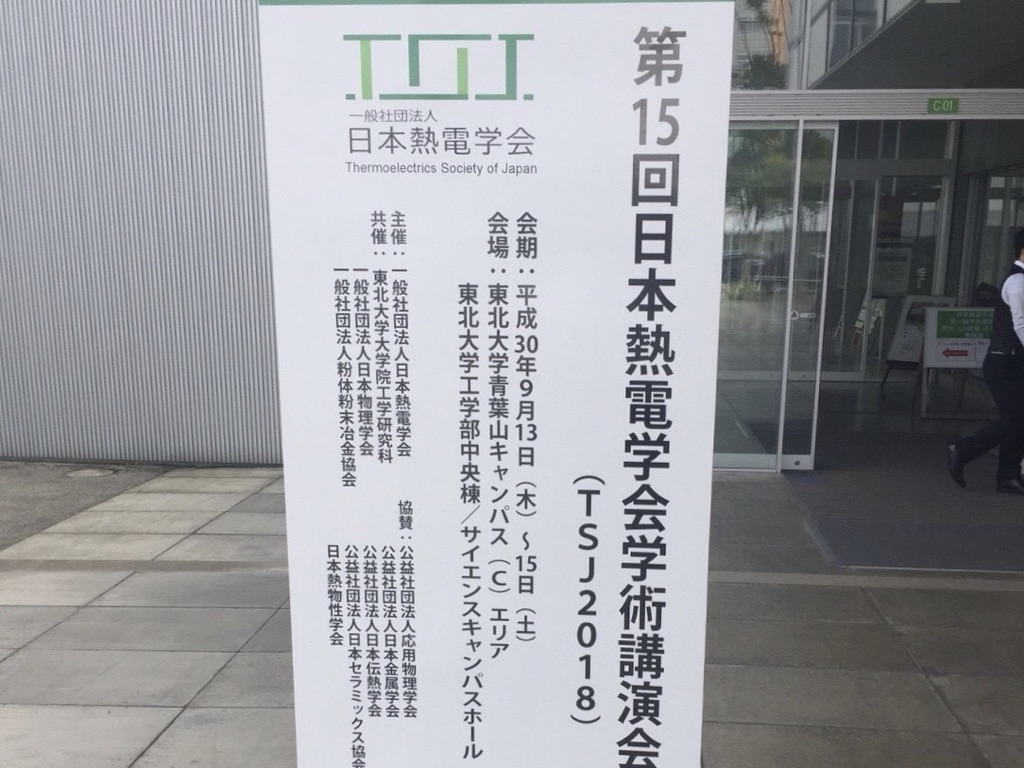 第15回日本熱電学会学術講演会
(TSJ2018)
TSJ
一般社団法人
日本熱電学会
Thermoelectrics Society of Japan
会期：平成30年9月13日（木）～15日（土）
会場：東北大学青葉山キャンパス（C）エリア
東北大学工学部中央棟／サイエンスキャンパスホール
主催：一般社団法人日本熱電学会
共催：東北大学大学院工学研究科
一般社団法人日本物理学会
一般社団法人粉体粉末冶金協会
協賛：公益社団法人応用物理学会
公益社団法人日本金属学会
公益社団法人日本伝熱学会
公益社団法人日本セラミックス協会
日本熱物性学会
C01